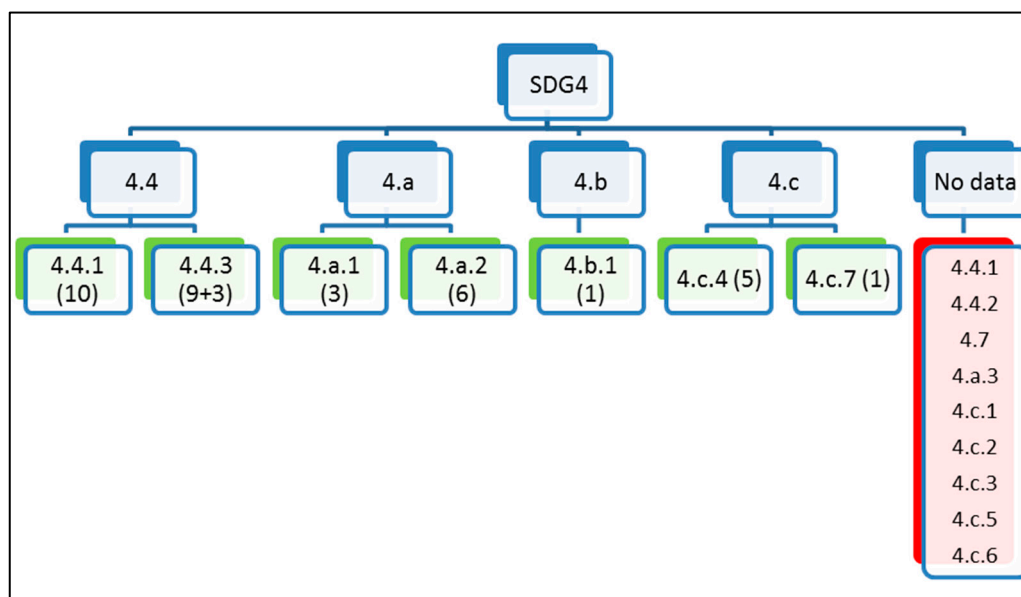 SDG4
4.4
4.a
4.b
4.c
No data
4.4.1
(10)
4.4.3
(9+3)
4.a.1
(3)
4.a.2
(6)
4.b.1
(1)
4.c.4 (5)
4.c.7 (1)
4.4.1
4.4.2
4.7
4.a.3
4.c.1
4.c.2
4.c.3
4.c.5
4.c.6